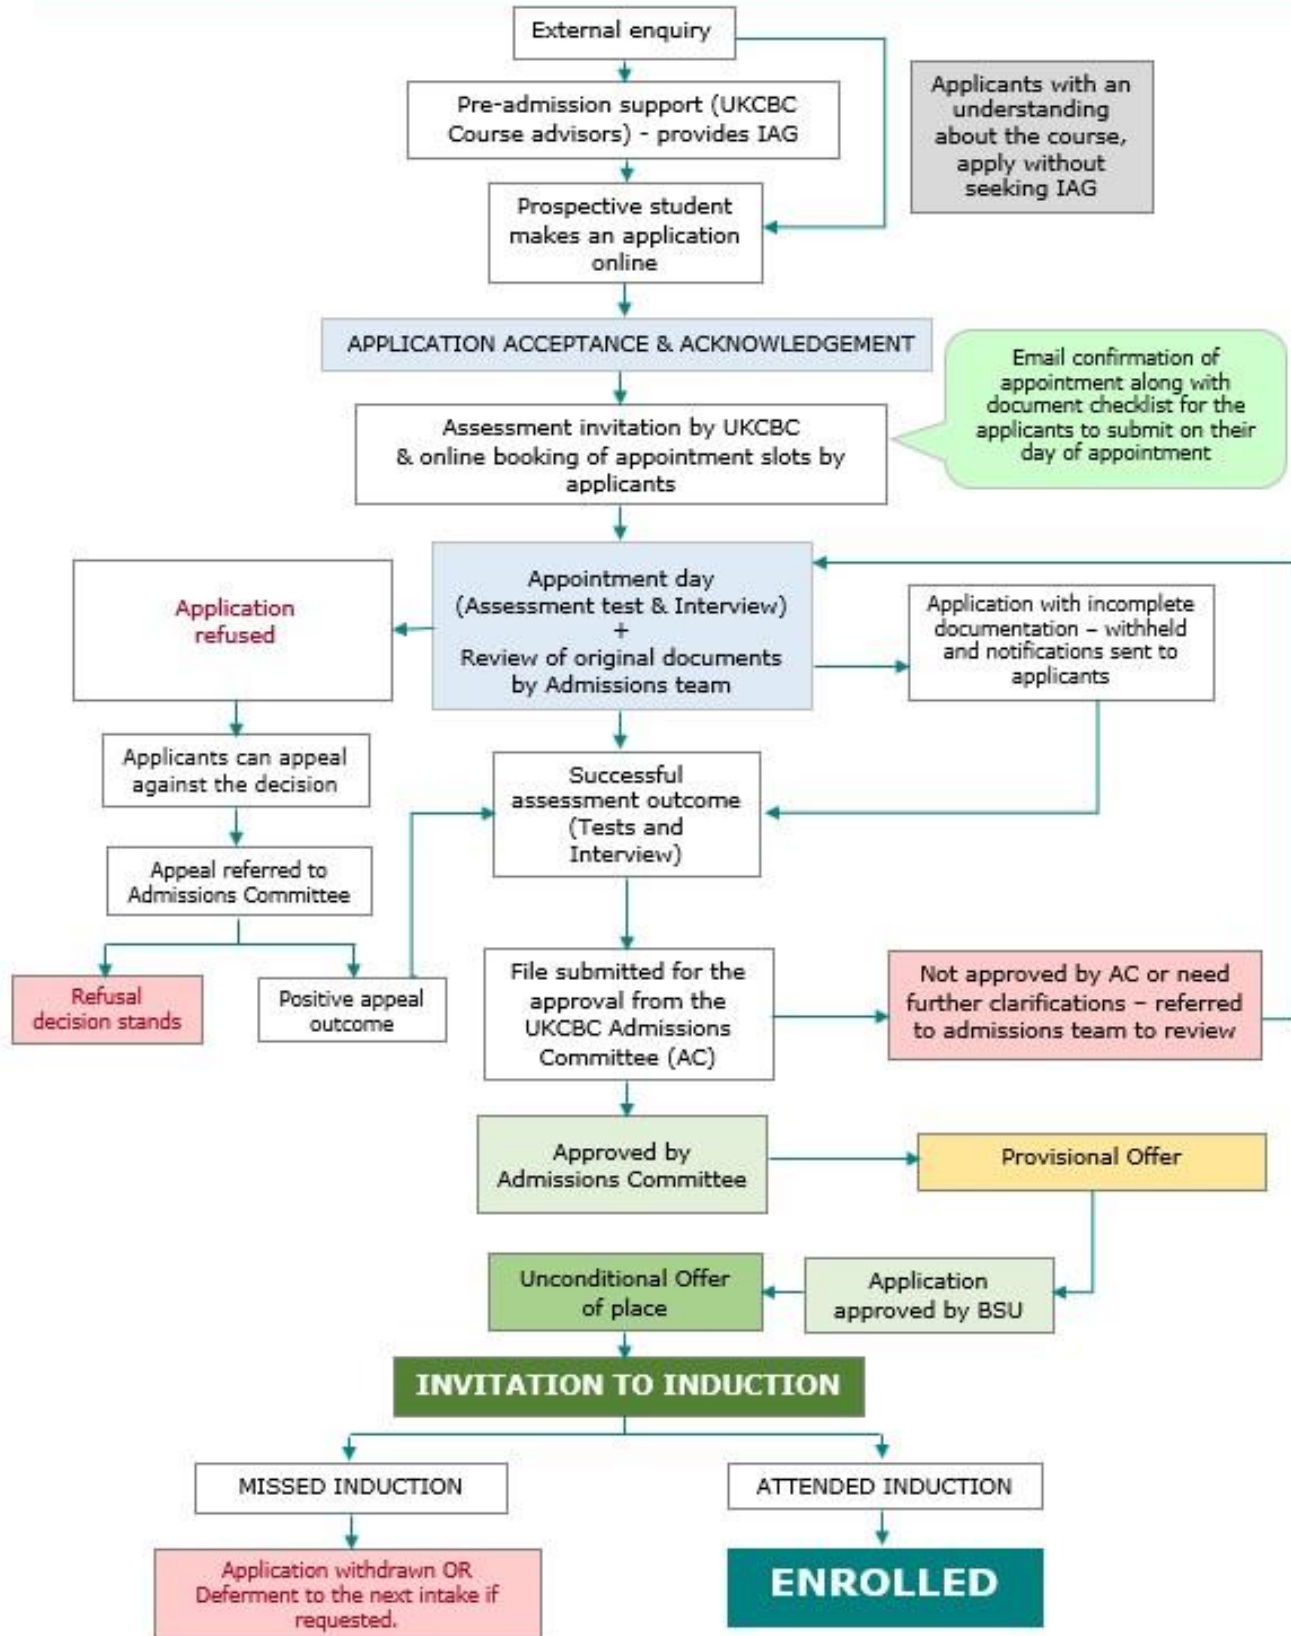 External enquiry
Pre-admission support (UKCBC
Course advisors) - provides IAG
Applicants with an
understanding
about the course,
apply without
seeking IAG
Prospective student
makes an application
online
APPLICATION ACCEPTANCE & ACKNOWLEDGEMENT
Email confirmation of
appointment along with
document checklist for the
applicants to submit on their
day of appointment
Assessment invitation by UKCBC
& online booking of appointment slots by
applicants
Appointment day
(Assessment test & Interview)
+
Review of original documents
by Admissions team
Application
refused
Application with incomplete
documentation – withheld
and notifications sent to
applicants
Applicants can appeal
against the decision
Successful
assessment outcome
(Tests and
Interview)
Appeal referred to
Admissions Committee
Refusal
decision stands
Positive appeal
outcome
File submitted for the
approval from the
UKCBC Admissions
Committee (AC)
Not approved by AC or need
further clarifications – referred
to admissions team to review
Approved by
Admissions Committee
Provisional Offer
Unconditional Offer
of place
Application
approved by BSU
INVITATION TO INDUCTION
MISSED INDUCTION
ATTENDED INDUCTION
Application withdrawn OR
Deferment to the next intake if
requested.
ENROLLED